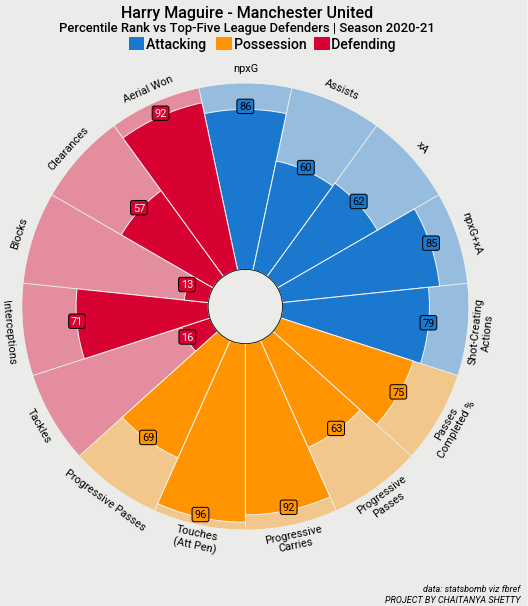 Harry Maguire - Manchester United
Percentile Rank vs Top-Five League Defenders | Season 2020-21
Attacking Possession Defending
npxG
86
Assists
60
xA
62
npxG+xA
85
Shot-Creating
Actions
79
Passes
Completed %
75
Progressive
Passes
63
Progressive
Carries
92
Touches
(Att Pen)
96
Progressive Passes
69
Tackles
16
Interceptions
71
Blocks
13
Clearances
57
Aerial Won
92
data: statsbomb viz fbref
PROJECT BY CHAITANYA SHETTY